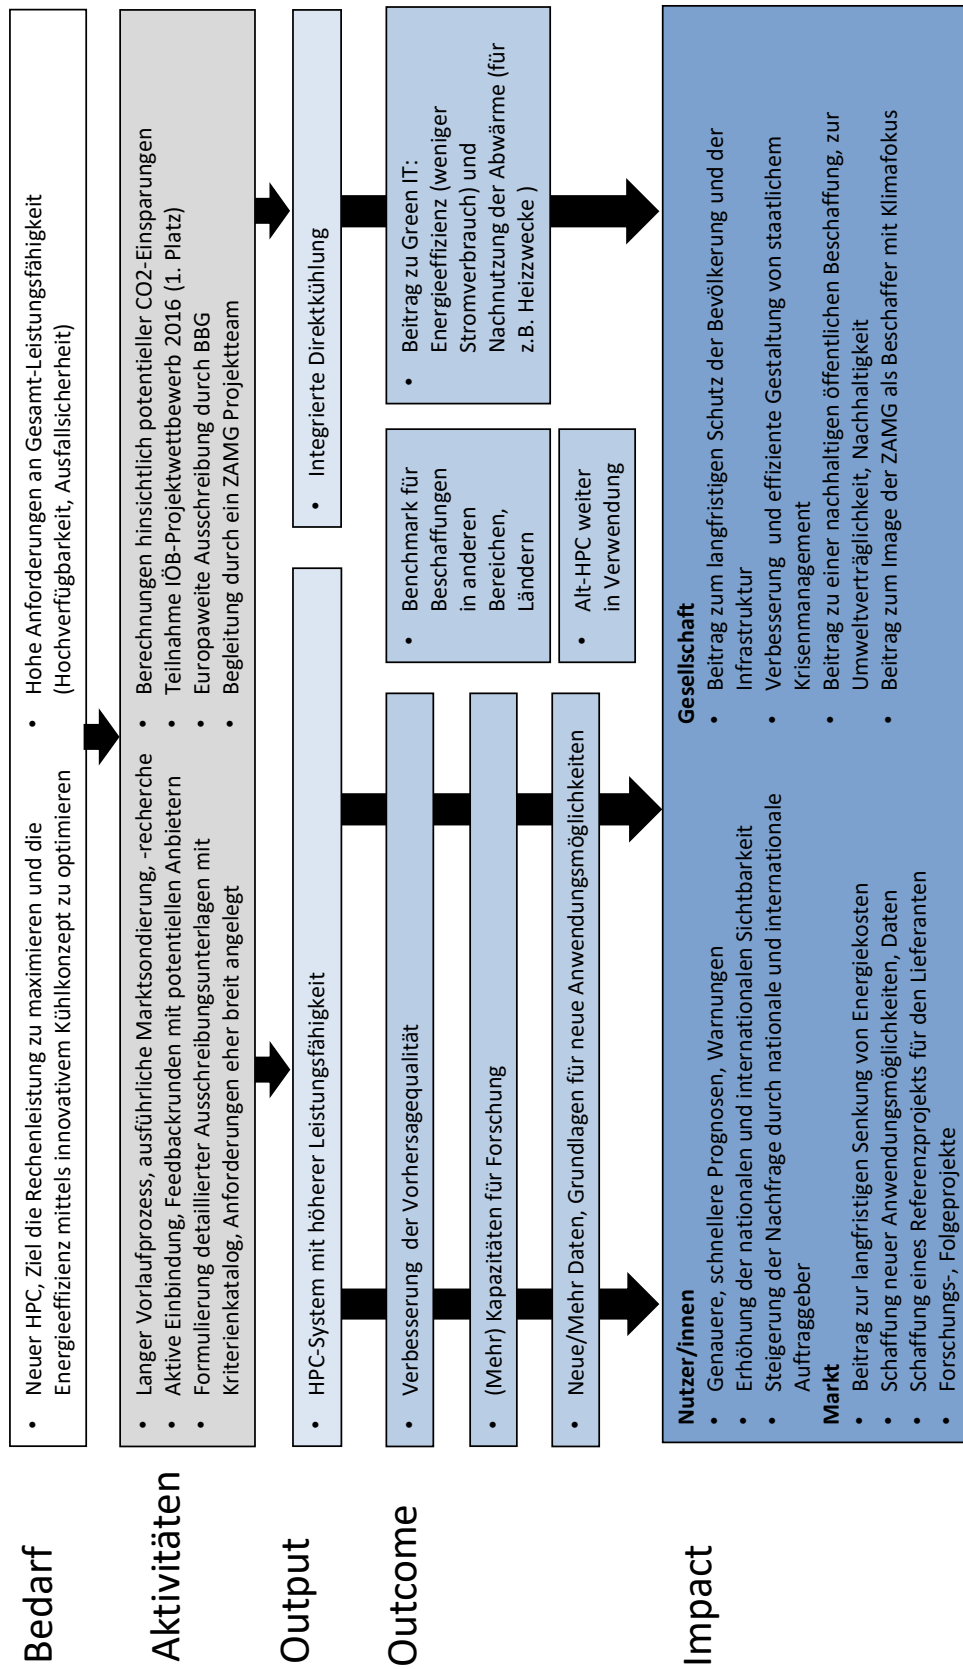 Bedarf
• Neuer HPC, Ziel die Rechenleistung zu maximieren und die
Energieeffizienz mittels innovativem Kühlkonzept zu optimieren
• Hohe Anforderungen an Gesamt-Leistungsfähigkeit
(Hochverfügbarkeit, Ausfallsicherheit)
Aktivitäten
• Langer Vorlaufprozess, ausführliche Marktsondierung, -recherche
• Aktive Einbindung, Feedbackrunden mit potentiellen Anbietern
• Formulierung detaillierter Ausschreibungsunterlagen mit
Kriterienkatalog, Anforderungen eher breit angelegt
• Berechnungen hinsichtlich potentieller CO2-Einsparungen
• Teilnahme IÖB-Projektwettbewerb 2016 (1. Platz)
• Europaweite Ausschreibung durch BBG
• Begleitung durch ein ZAMG Projektteam
Output
• HPC-System mit höherer Leistungsfähigkeit
• Integrierte Direktkühlung
Outcome
• Verbesserung der Vorhersagequalität
• (Mehr) Kapazitäten für Forschung
• Neue/Mehr Daten, Grundlagen für neue Anwendungsmöglichkeiten
• Benchmark für
Beschaffungen
in anderen
Bereichen,
Ländern
• Alt-HPC weiter
in Verwendung
• Beitrag zu Green IT:
Energieeffizienz (weniger
Stromverbrauch) und
Nachnutzung der Abwärme (für
z.B. Heizzwecke )
Impact
Nutzer/innen
• Genauere, schnellere Prognosen, Warnungen
• Erhöhung der nationalen und internationalen Sichtbarkeit
• Steigerung der Nachfrage durch nationale und internationale
Auftraggeber
Markt
• Beitrag zur langfristigen Senkung von Energiekosten
• Schaffung neuer Anwendungsmöglichkeiten, Daten
• Schaffung eines Referenzprojekts für den Lieferanten
• Forschungs-, Folgeprojekte
Gesellschaft
• Beitrag zum langfristigen Schutz der Bevölkerung und der
Infrastruktur
• Verbesserung und effiziente Gestaltung von staatlichem
Krisenmanagement
• Beitrag zu einer nachhaltigen öffentlichen Beschaffung, zur
Umweltverträglichkeit, Nachhaltigkeit
• Beitrag zum Image der ZAMG als Beschaffer mit Klimafokus